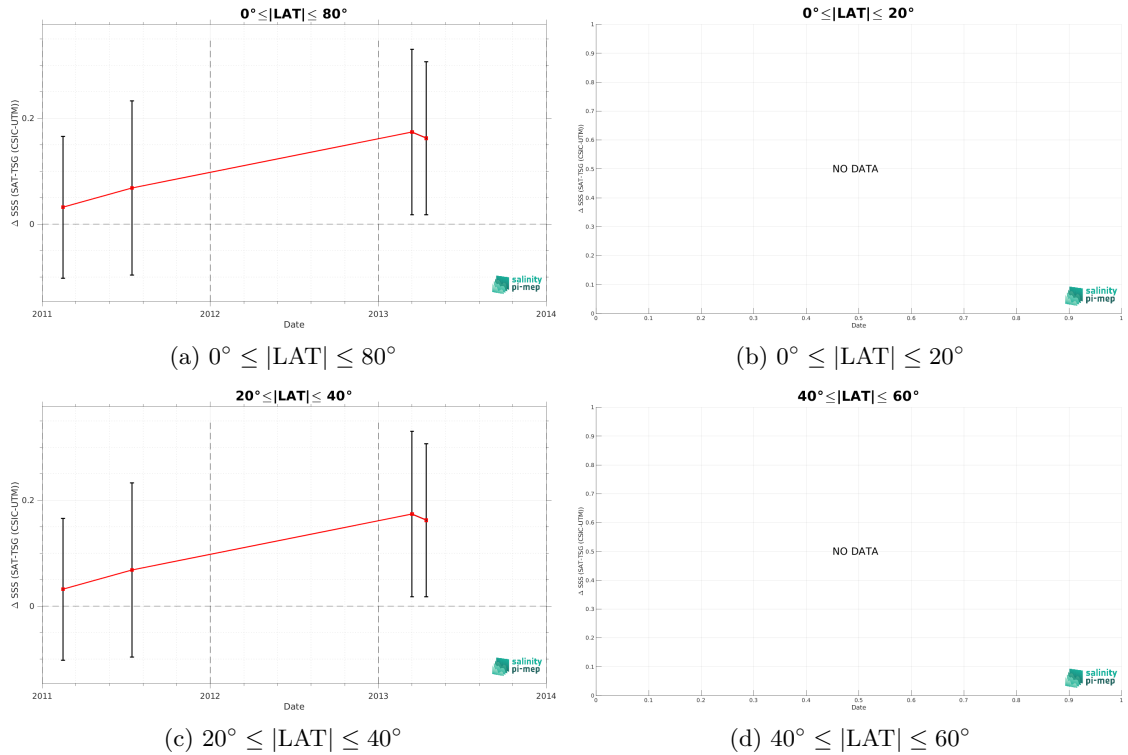 0°≤|LAT|≤ 80°
Δ SSS (SAT-TSG (CSIC-UTM))
0.2
0
2011 2012 2013 2014
Date
salinity
pi-mep
(a) 0° ≤ |LAT| ≤ 80°
0°≤|LAT|≤ 20°
Δ SSS (SAT-TSG (CSIC-UTM))
1
0.9
0.8
0.7
0.6
0.5
0.4
0.3
0.2
0.1
0
NO DATA
0 0.1 0.2 0.3 0.4 0.5 0.6 0.7 0.8 0.9 1
Date
salinity
pi-mep
(b) 0° ≤ |LAT| ≤ 20°
20°≤|LAT|≤ 40°
Δ SSS (SAT-TSG (CSIC-UTM))
0.2
0
2011 2012 2013 2014
Date
salinity
pi-mep
(c) 20° ≤ |LAT| ≤ 40°
40°≤|LAT|≤ 60°
Δ SSS (SAT-TSG (CSIC-UTM))
1
0.9
0.8
0.7
0.6
0.5
0.4
0.3
0.2
0.1
0
NO DATA
0 0.1 0.2 0.3 0.4 0.5 0.6 0.7 0.8 0.9 1
Date
salinity
pi-mep
(d) 40° ≤ |LAT| ≤ 60°